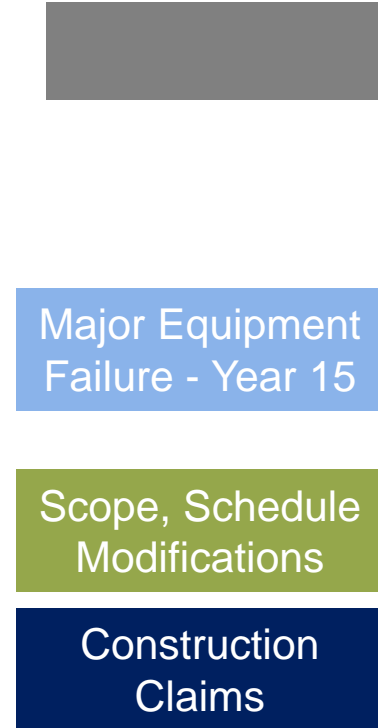 Major Equipment
Failure - Year 15
Scope, Schedule
Modifications
Construction
Claims